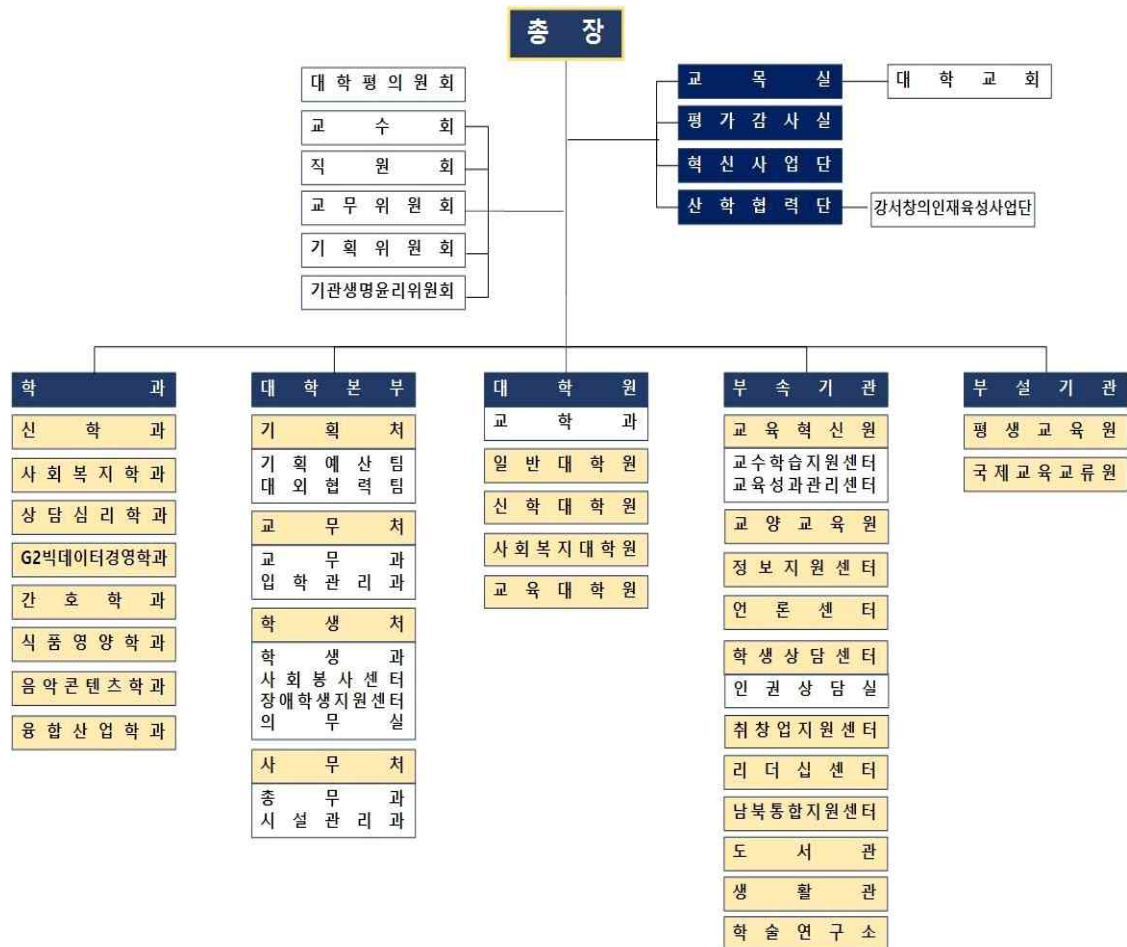 총 장
대학평의원회
교 수 회
직 원 회
교무위원회
기획위원회
기관생명윤리위원회
교 목 실
대 학 교 회
평가감사실
혁신사업단
산학협력단
강서창의인재육성사업단
학 과
신 학 과
사회복지학과
상담심리학과
G2빅데이터경영학과
간 호 학 과
식품영양학과
음악콘텐츠학과
융합산업학과
대 학 본 부
기 획 처
기획예산팀
대외협력팀
교 무 처
교 무 과
입학관리과
학 생 처
학 생 과
사회봉사센터
장애학생지원센터
의 무 실
사 무 처
총 무 과
시설관리과
대 학 원
교 학 과
일반대학원
신학대학원
사회복지대학원
교육대학원
부 속 기 관
교육혁신원
교수학습지원센터
교육성과관리센터
교양교육원
정보지원센터
언 론 센 터
학생상담센터
인권상담실
취창업지원센터
리더십센터
남북통합지원센터
도 서 관
생 활 관
학술연구소
부 설 기 관
평생교육원
국제교육교류원